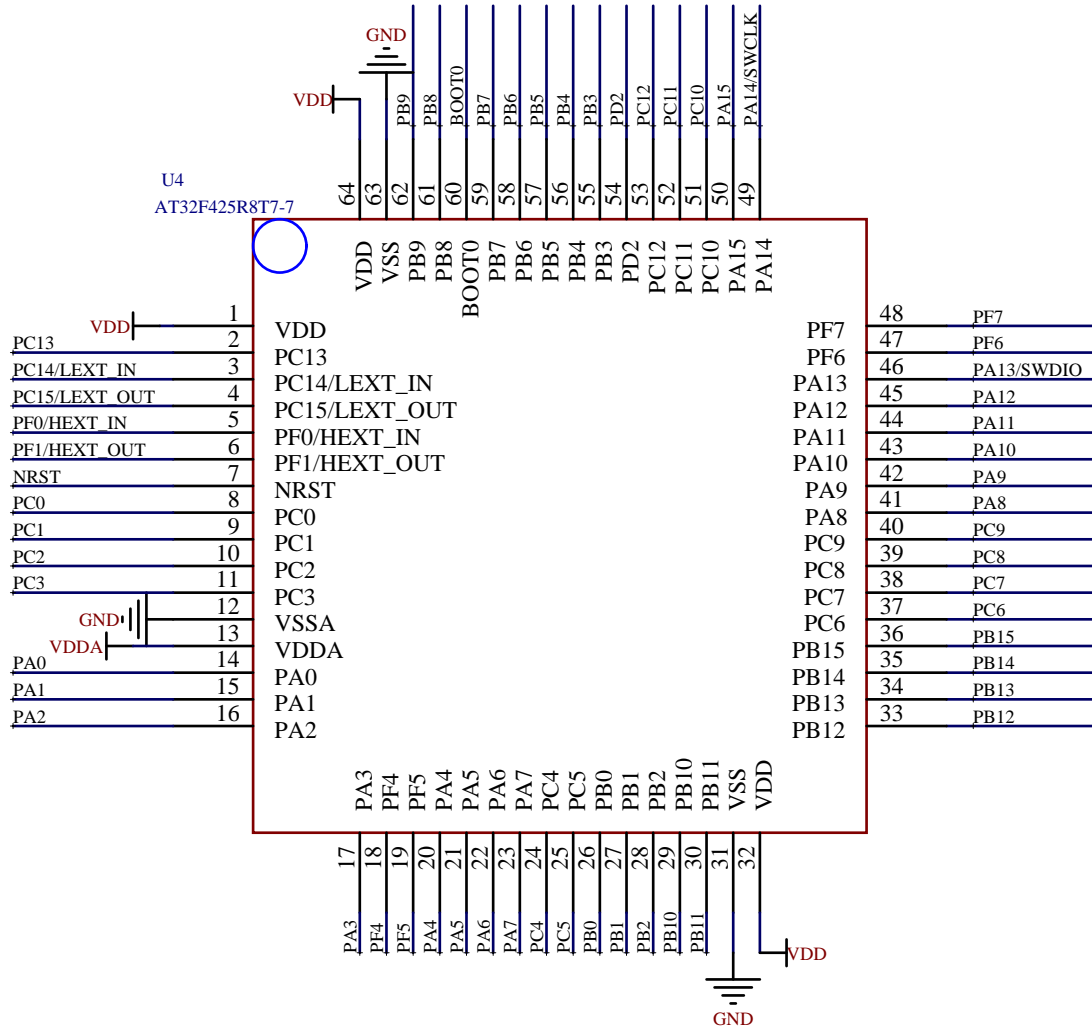 GND
VDD
PB9 PB8 BOOT0 PB7 PB6 PB5 PB4 PB3 PD2 PC12 PC11 PC10 PA15 PA14/SWCLK
64 63 62 61 60 59 58 57 56 55 54 53 52 51 50 49
U4
AT32F425R8T7-7
VDD VSS PB9 PB8 BOOT0 PB7 PB6 PB5 PB4 PB3 PD2 PC12 PC11 PC10 PA15 PA14
VDD 1 VDD PF7 48 PF7
PC13 2 PC13 PF6 47 PF6
PC14/LEXT_IN 3 PC14/LEXT_IN PA13 46 PA13/SWDIO
PC15/LEXT_OUT 4 PC15/LEXT_OUT PA12 45 PA12
PF0/HEXT_IN 5 PF0/HEXT_IN PA11 44 PA11
PF1/HEXT_OUT 6 PF1/HEXT_OUT PA10 43 PA10
NRST 7 NRST PA9 42 PA9
PC0 8 PC0 PA8 41 PA8
PC1 9 PC1 PC9 40 PC9
PC2 10 PC2 PC8 39 PC8
PC3 11 PC3 PC7 38 PC7
GND 12 VSSA PC6 37 PC6
VDDA 13 VDDA PB15 36 PB15
PA0 14 PA0 PB14 35 PB14
PA1 15 PA1 PB13 34 PB13
PA2 16 PA2 PB12 33 PB12
PA3 PF4 PF5 PA4 PA5 PA6 PA7 PC4 PC5 PB0 PB1 PB2 PB10 PB11 VSS VDD
17 18 19 20 21 22 23 24 25 26 27 28 29 30 31 32
PA3 PF4 PF5 PA4 PA5 PA6 PA7 PC4 PC5 PB0 PB1 PB2 PB10 PB11
VDD
GND